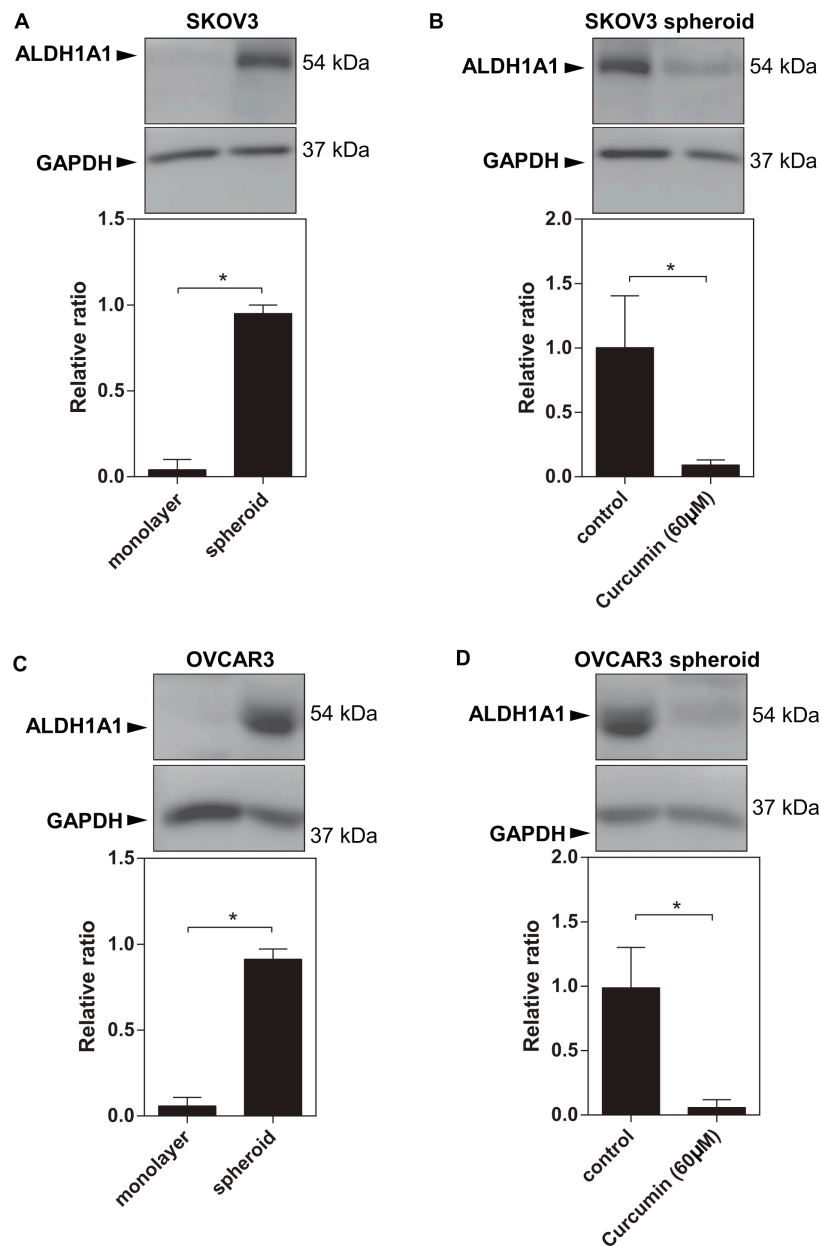 A
SKOV3
ALDH1A1
54 kDa
GAPDH
37 kDa
1.5
1.0
0.5
0.0
Relative ratio
*
monolayer
spheroid
B
SKOV3 spheroid
ALDH1A1
54 kDa
GAPDH
37 kDa
2.0
1.5
1.0
0.5
0.0
Relative ratio
*
control
Curcumin (60μM)
C
OVCAR3
ALDH1A1
54 kDa
GAPDH
37 kDa
1.5
1.0
0.5
0.0
Relative ratio
*
monolayer
spheroid
D
OVCAR3 spheroid
ALDH1A1
54 kDa
GAPDH
37 kDa
2.0
1.5
1.0
0.5
0.0
Relative ratio
*
control
Curcumin (60μM)